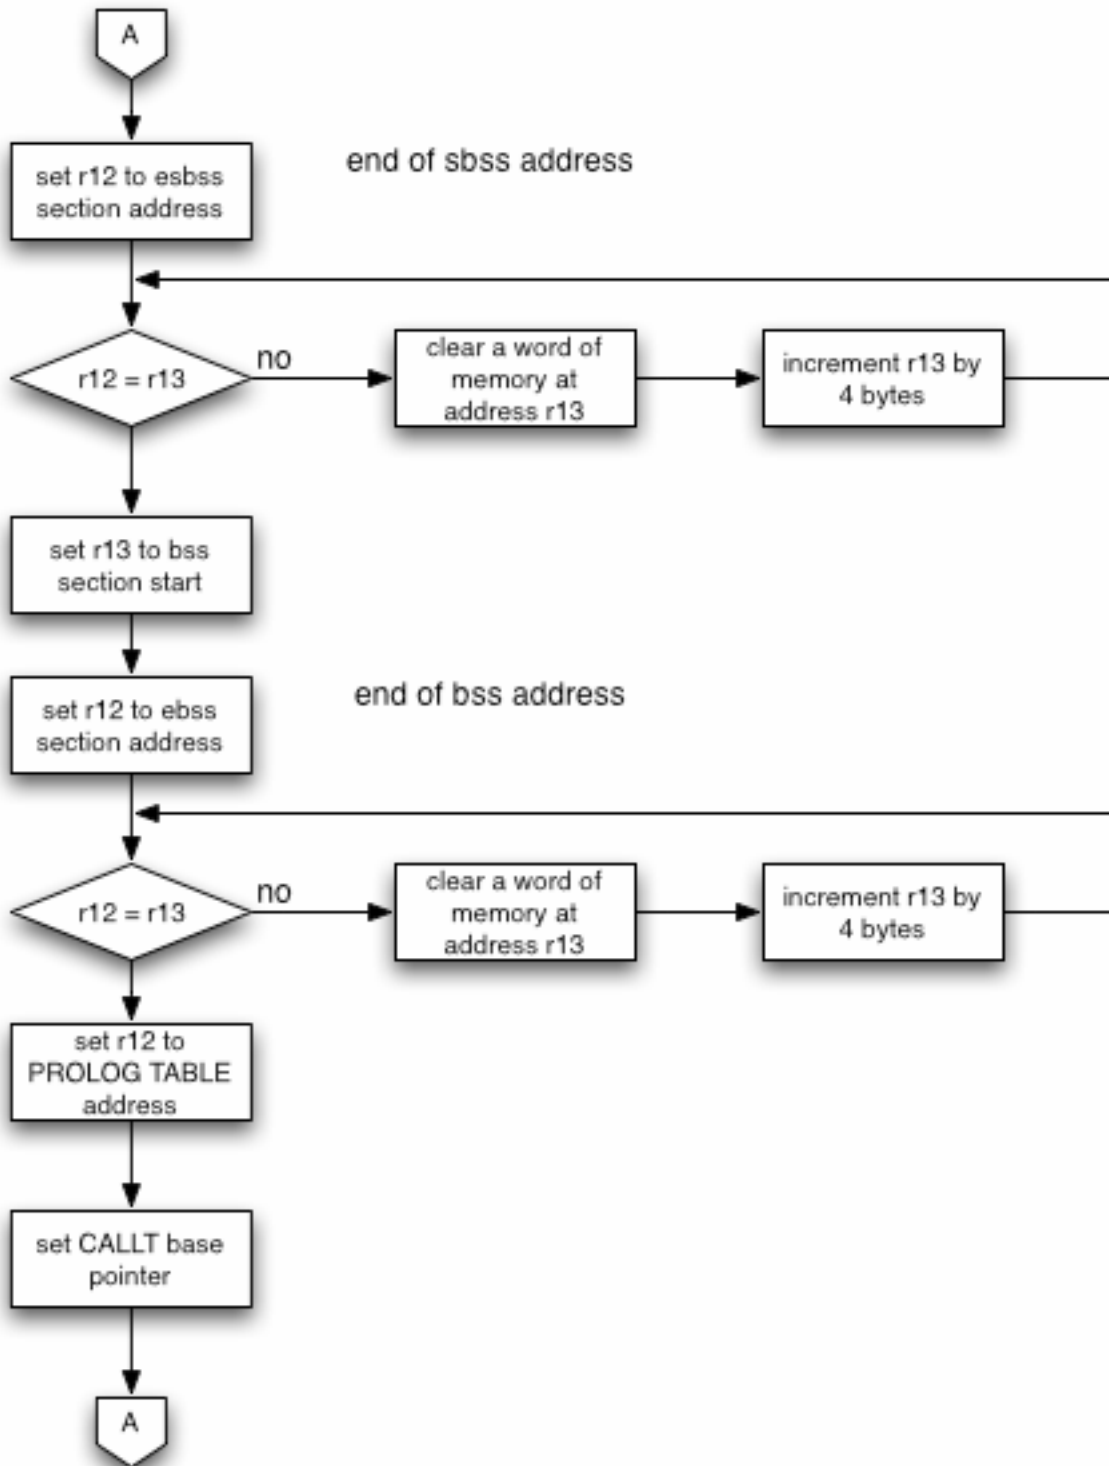 A
set r12 to esbss
section address
end of sbss address
r12 = r13
no
clear a word of
memory at
address r13
increment r13 by
4 bytes
set r13 to bss
section start
set r12 to ebss
section address
end of bss address
r12 = r13
no
clear a word of
memory at
address r13
increment r13 by
4 bytes
set r12 to
PROLOG TABLE
address
set CALLT base
pointer
A